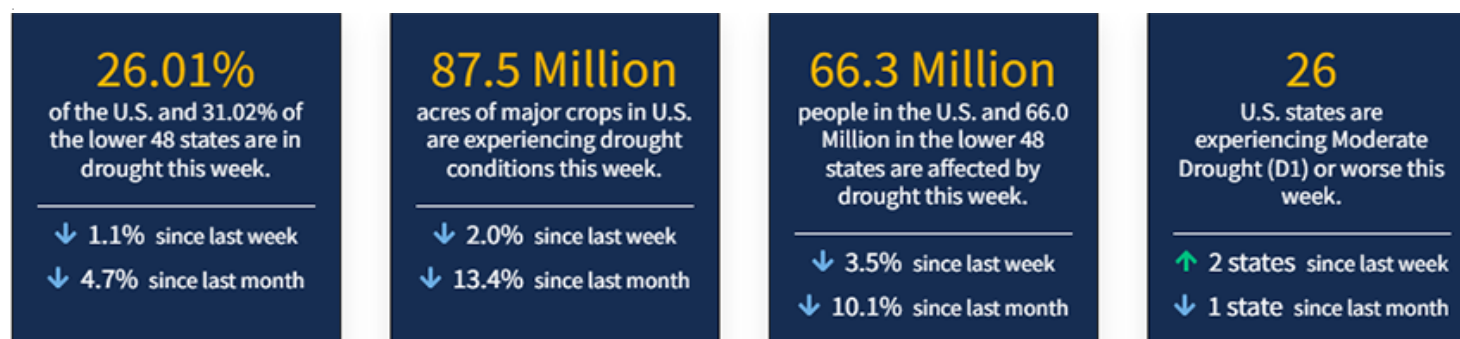 26.01%
of the U.S. and 31.02% of
the lower 48 states are in
drought this week.
↓ 1.1% since last week
↓ 4.7% since last month
87.5 Million
acres of major crops in U.S.
are experiencing drought
conditions this week.
↓ 2.0% since last week
↓ 13.4% since last month
66.3 Million
people in the U.S. and 66.0
Million in the lower 48
states are affected by
drought this week.
↓ 3.5% since last week
↓ 10.1% since last month
26
U.S. states are
experiencing Moderate
Drought (D1) or worse this
week.
↑ 2 states since last week
↓ 1 state since last month